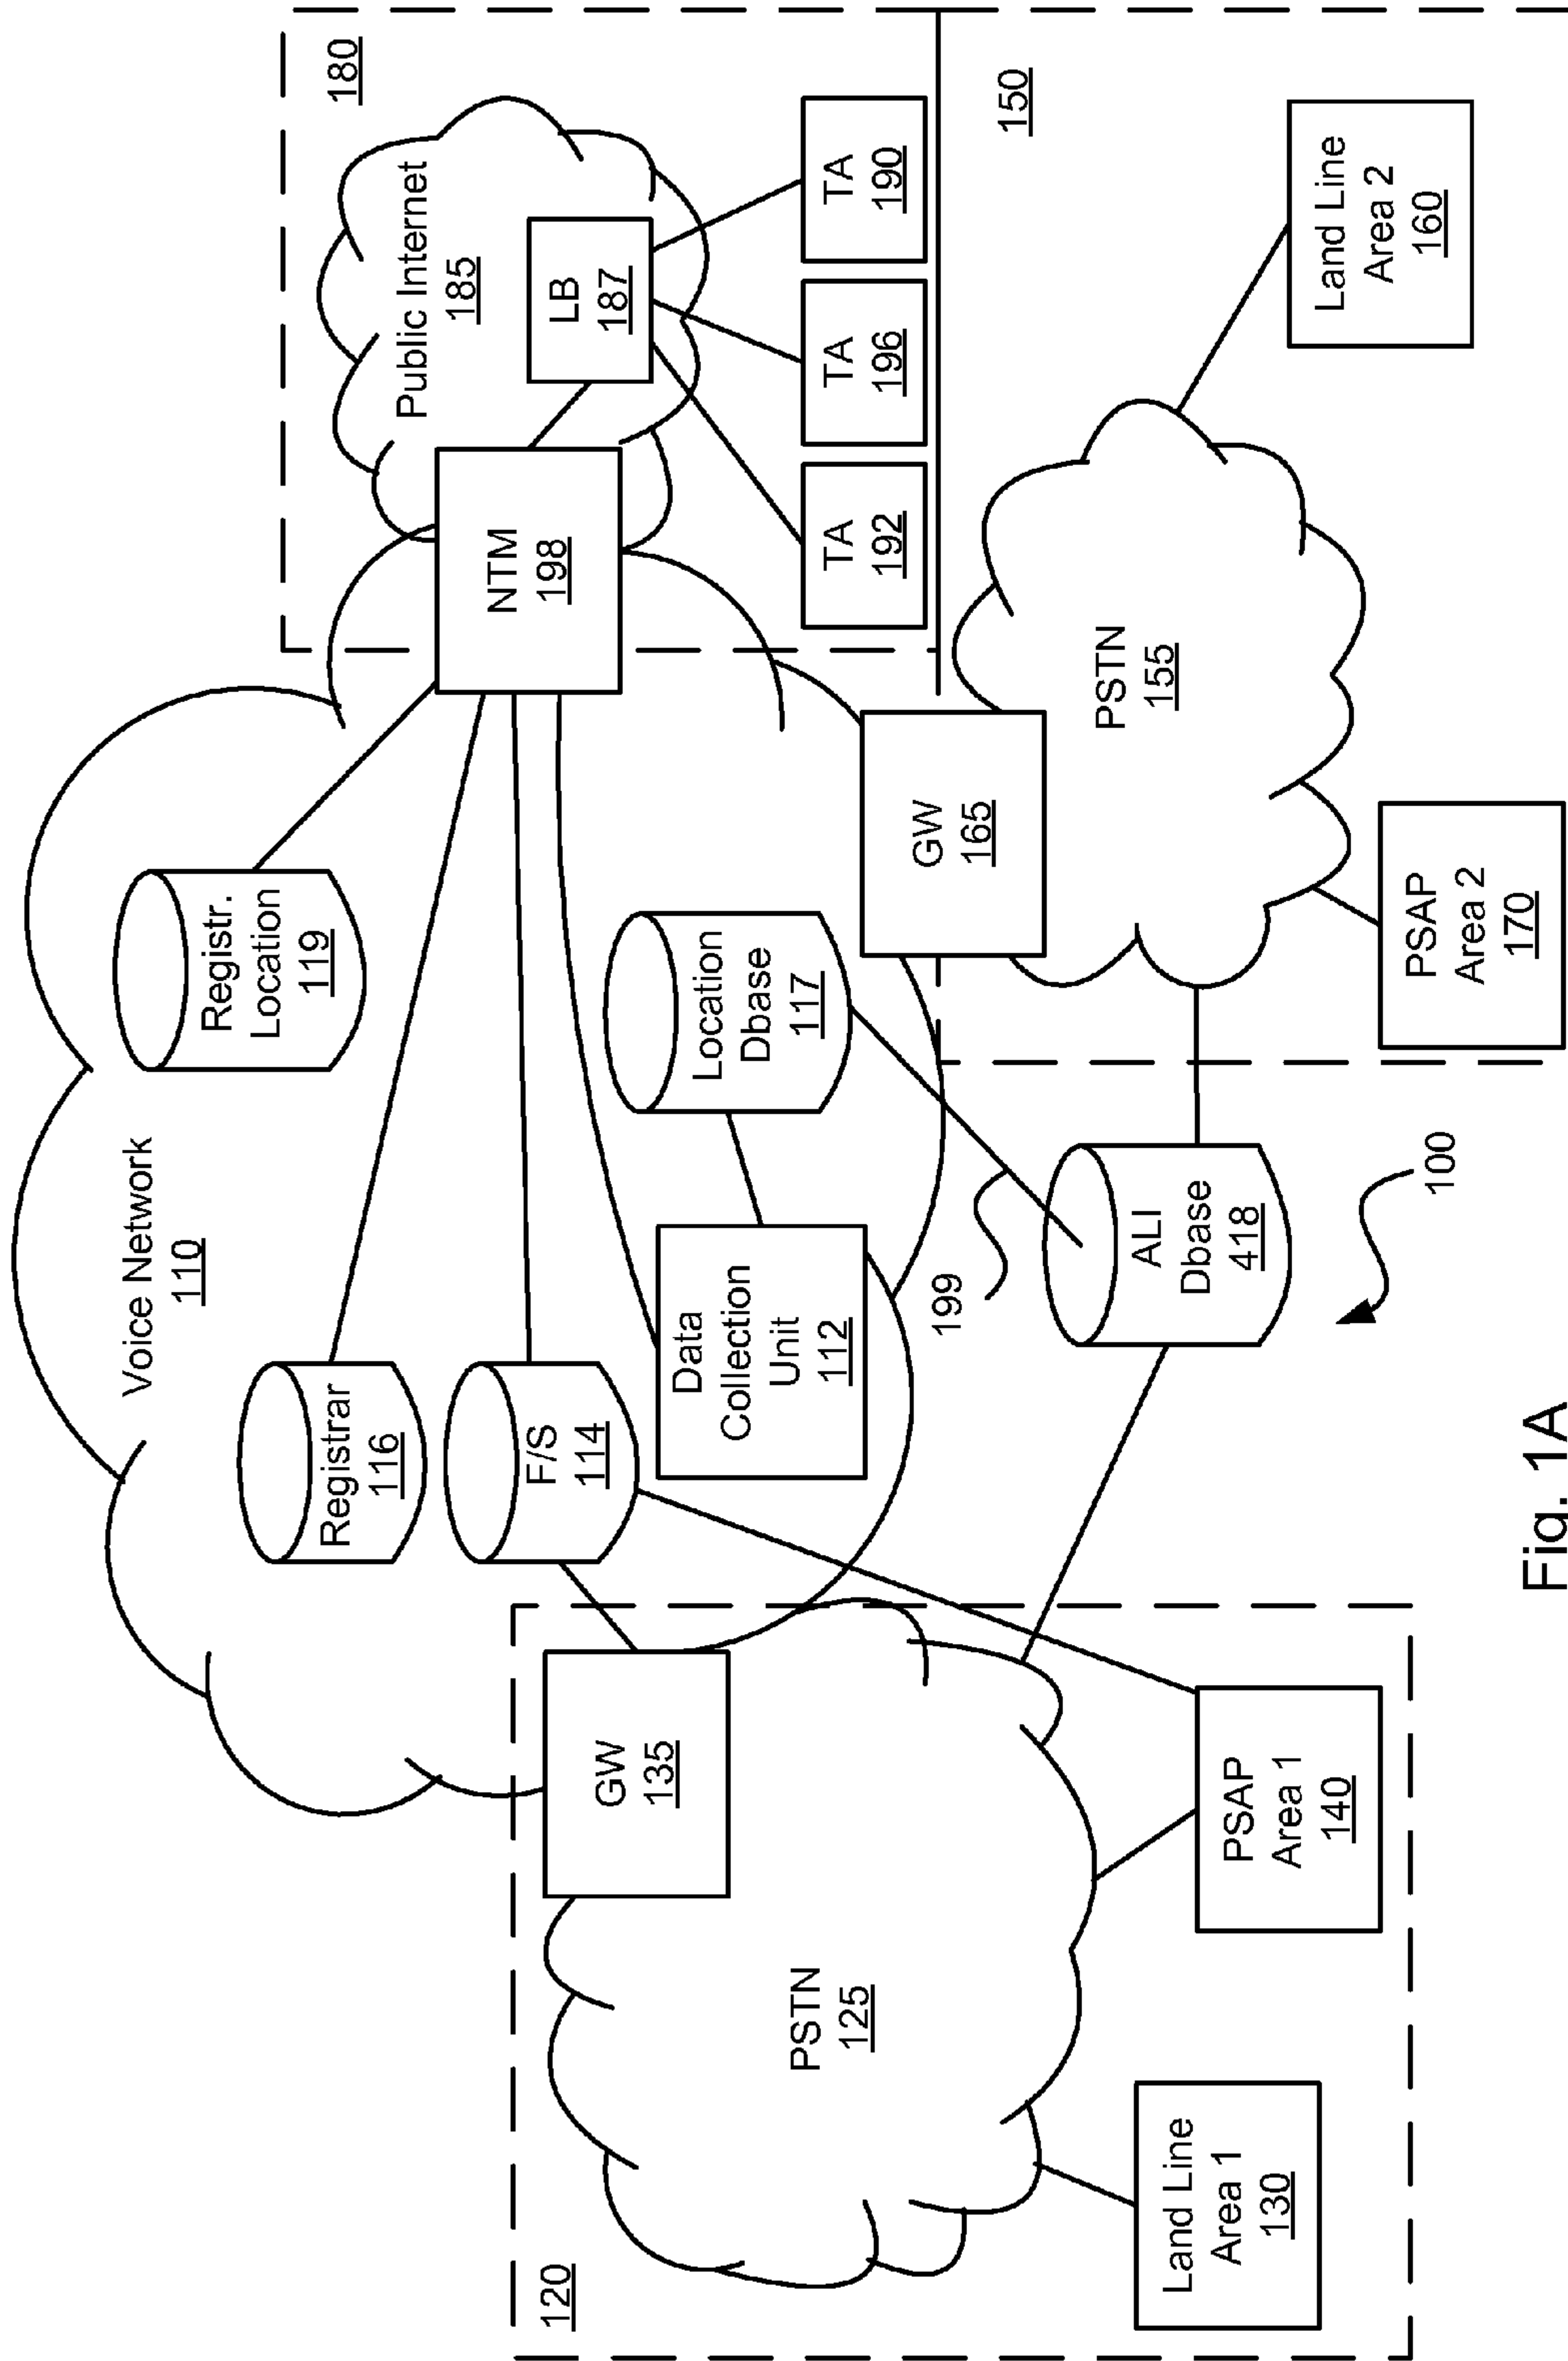 Voice Network
110
180
Public Internet
185
LB
187
NTM
198
TA
192
TA
196
TA
190
Registr.
Location
119
Registrar
116
F/S
114
Data
Collection
Unit
112
Location
Dbase
117
GW
135
GW
165
PSTN
125
PSTN
155
150
120
Land Line
Area 1
130
PSAP
Area 1
140
199
ALI
Dbase
418
100
PSAP
Area 2
170
Land Line
Area 2
160
Fig. 1A